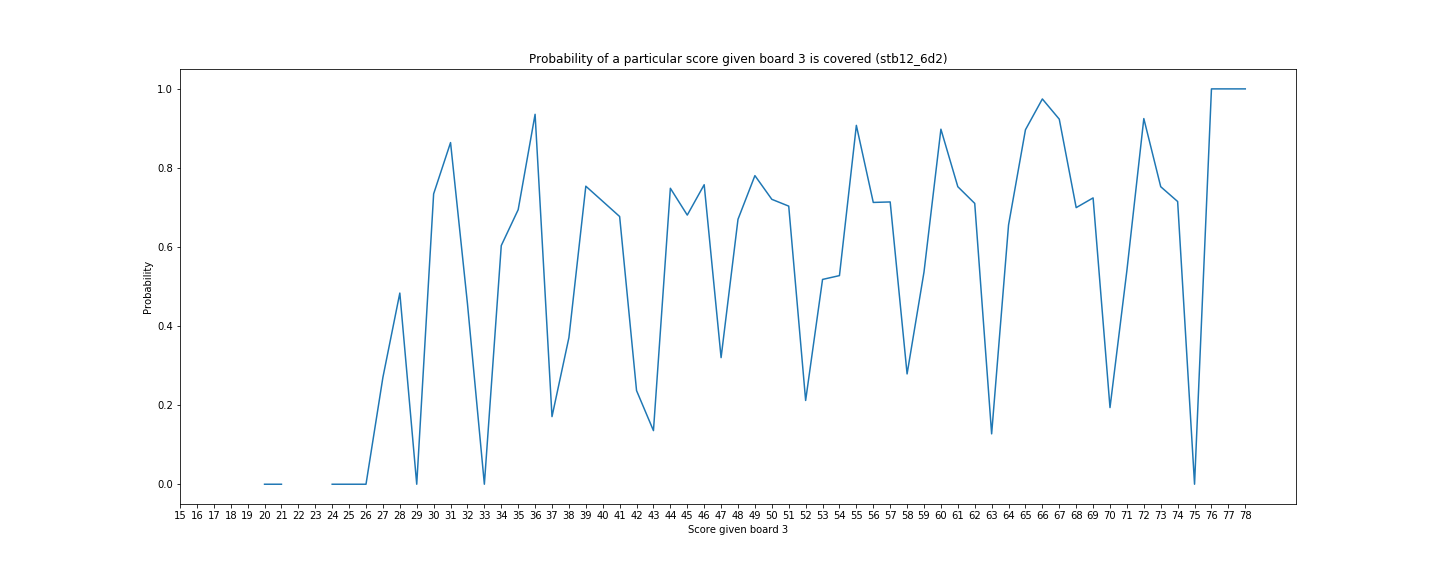 Probability of a particular score given board 3 is covered (stb12_6d2)
1.0
0.8
0.6
0.4
0.2
0.0
Probability
15 16 17 18 19 20 21 22 23 24 25 26 27 28 29 30 31 32 33 34 35 36 37 38 39 40 41 42 43 44 45 46 47 48 49 50 51 52 53 54 55 56 57 58 59 60 61 62 63 64 65 66 67 68 69 70 71 72 73 74 75 76 77 78
Score given board 3